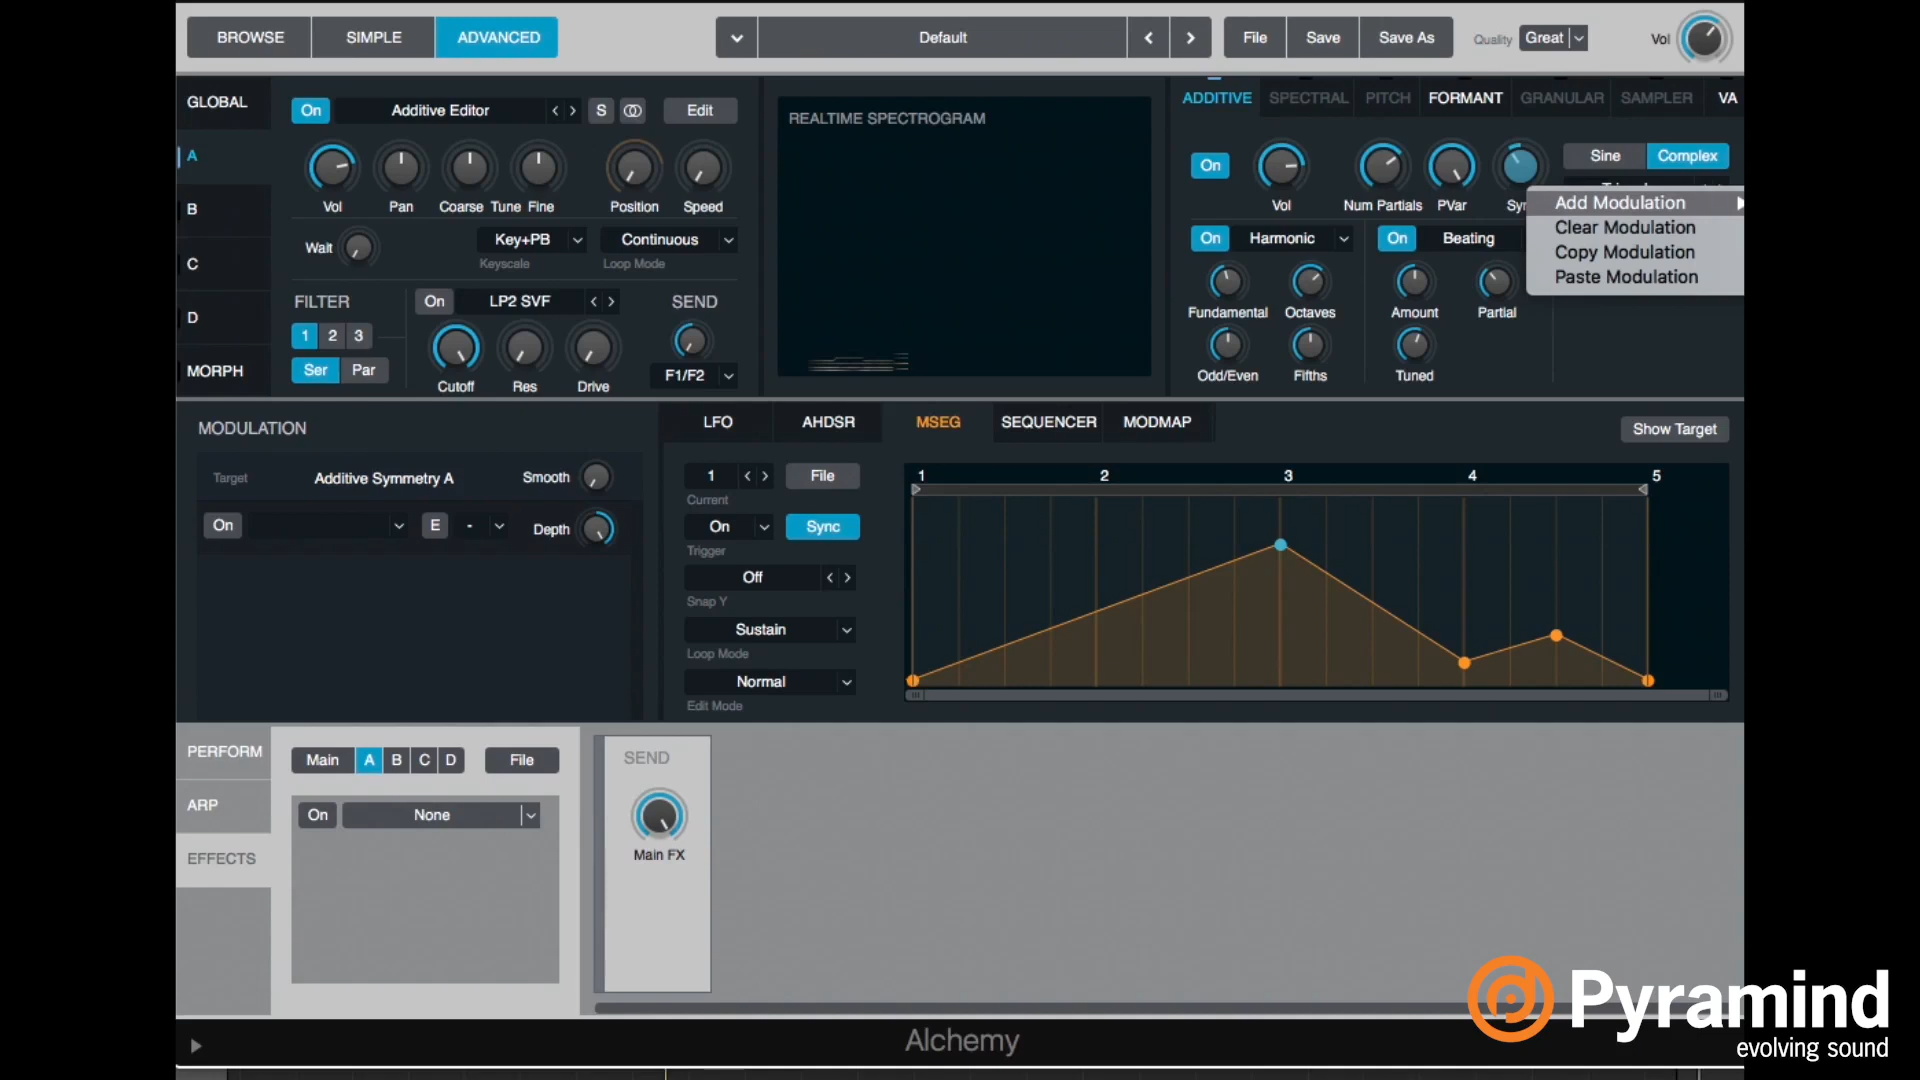 BROWSE SIMPLE ADVANCED Default File Save Save As Quality Great Vol
GLOBAL
A
B
C
D
MORPH
On Additive Editor S Edit
Vol Pan Coarse Tune Fine Position Speed
Wait Key+PB Continuous
Keyscale Loop Mode
FILTER On LP2 SVF SEND
1 2 3
Ser Par F1/F2
Cutoff Res Drive
REALTIME SPECTROGRAM
ADDITIVE SPECTRAL PITCH FORMANT GRANULAR SAMPLER VA
On Sine Complex
Vol Num Partials PVar
Add Modulation
Clear Modulation
Copy Modulation
Paste Modulation
On Harmonic On Beating
Fundamental Octaves Amount Partial
Odd/Even Fifths Tuned
MODULATION
Target Additive Symmetry A Smooth
On E - Depth
LFO AHDSR MSEG SEQUENCER MODMAP Show Target
1 File
Current
On Sync
Trigger
Off
Snap Y
Sustain
Loop Mode
Normal
Edit Mode
1 2 3 4 5
PERFORM
ARP
EFFECTS
Main A B C D File
On None
SEND
Main FX
Alchemy
Pyramind
evolving sound